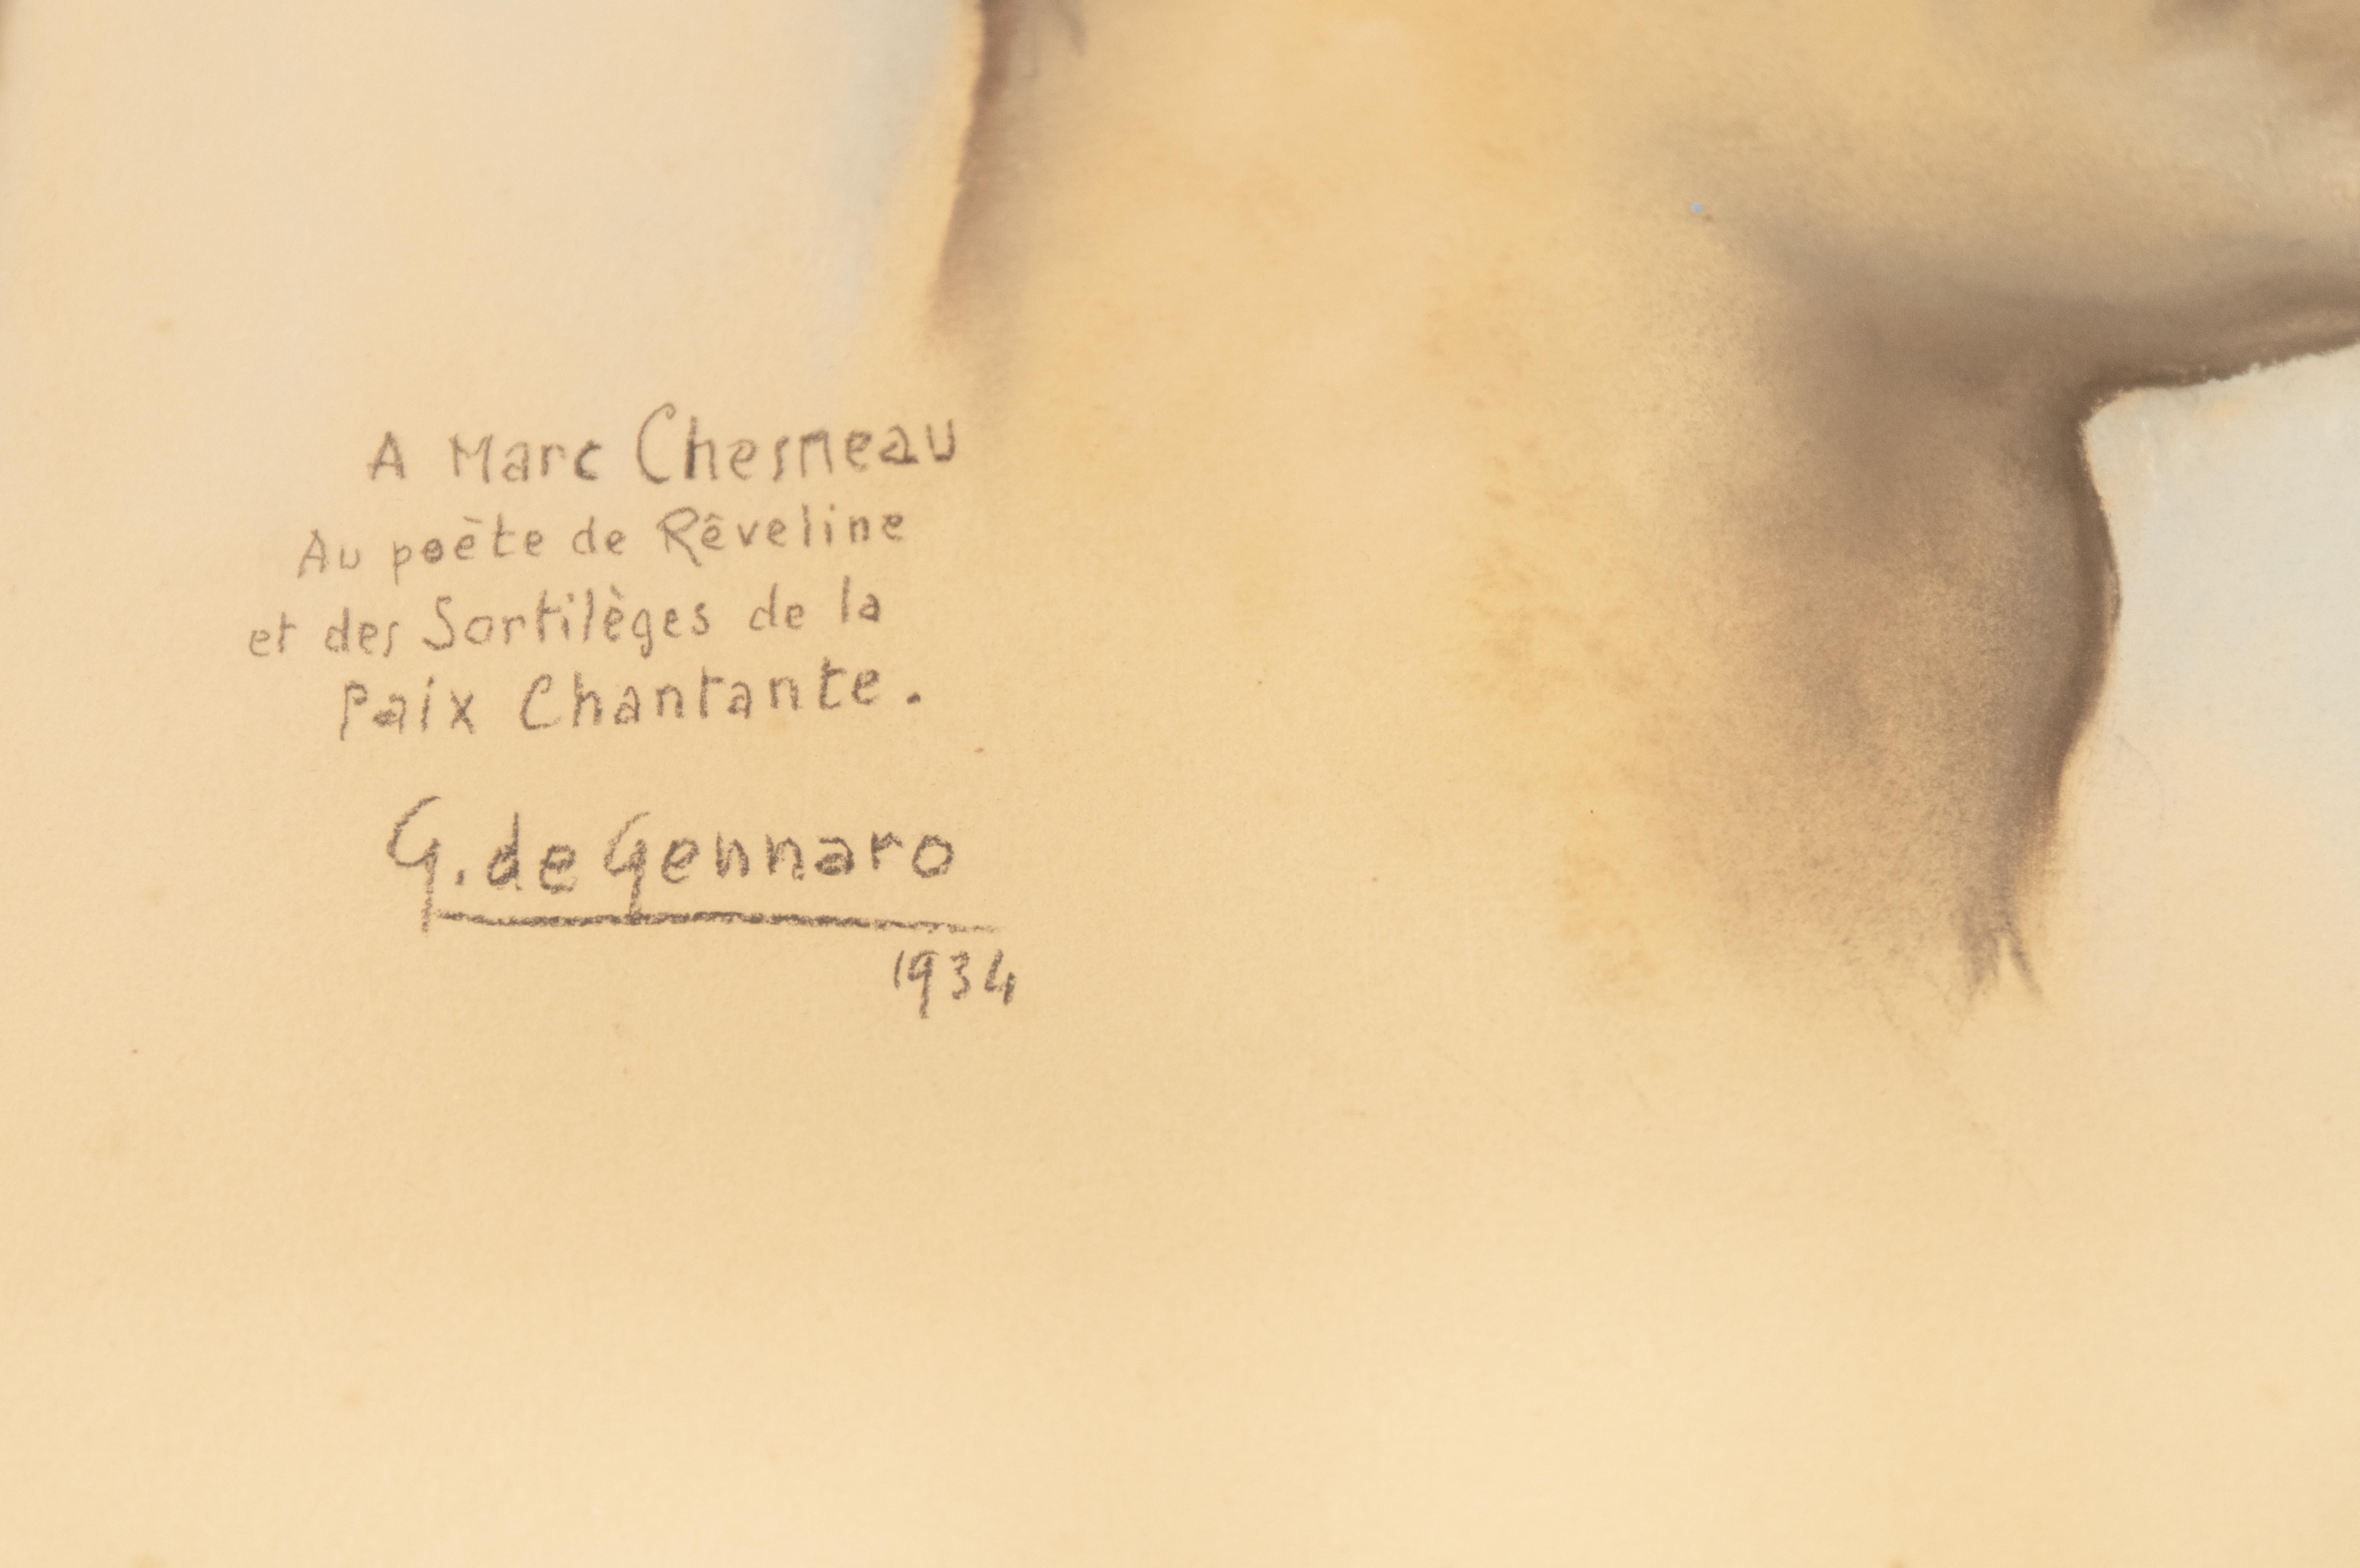 A Marc Chesneau
Au poète de Rêveline
et des Sortilèges de la
Paix Chantante.
G. de Gennaro
1934